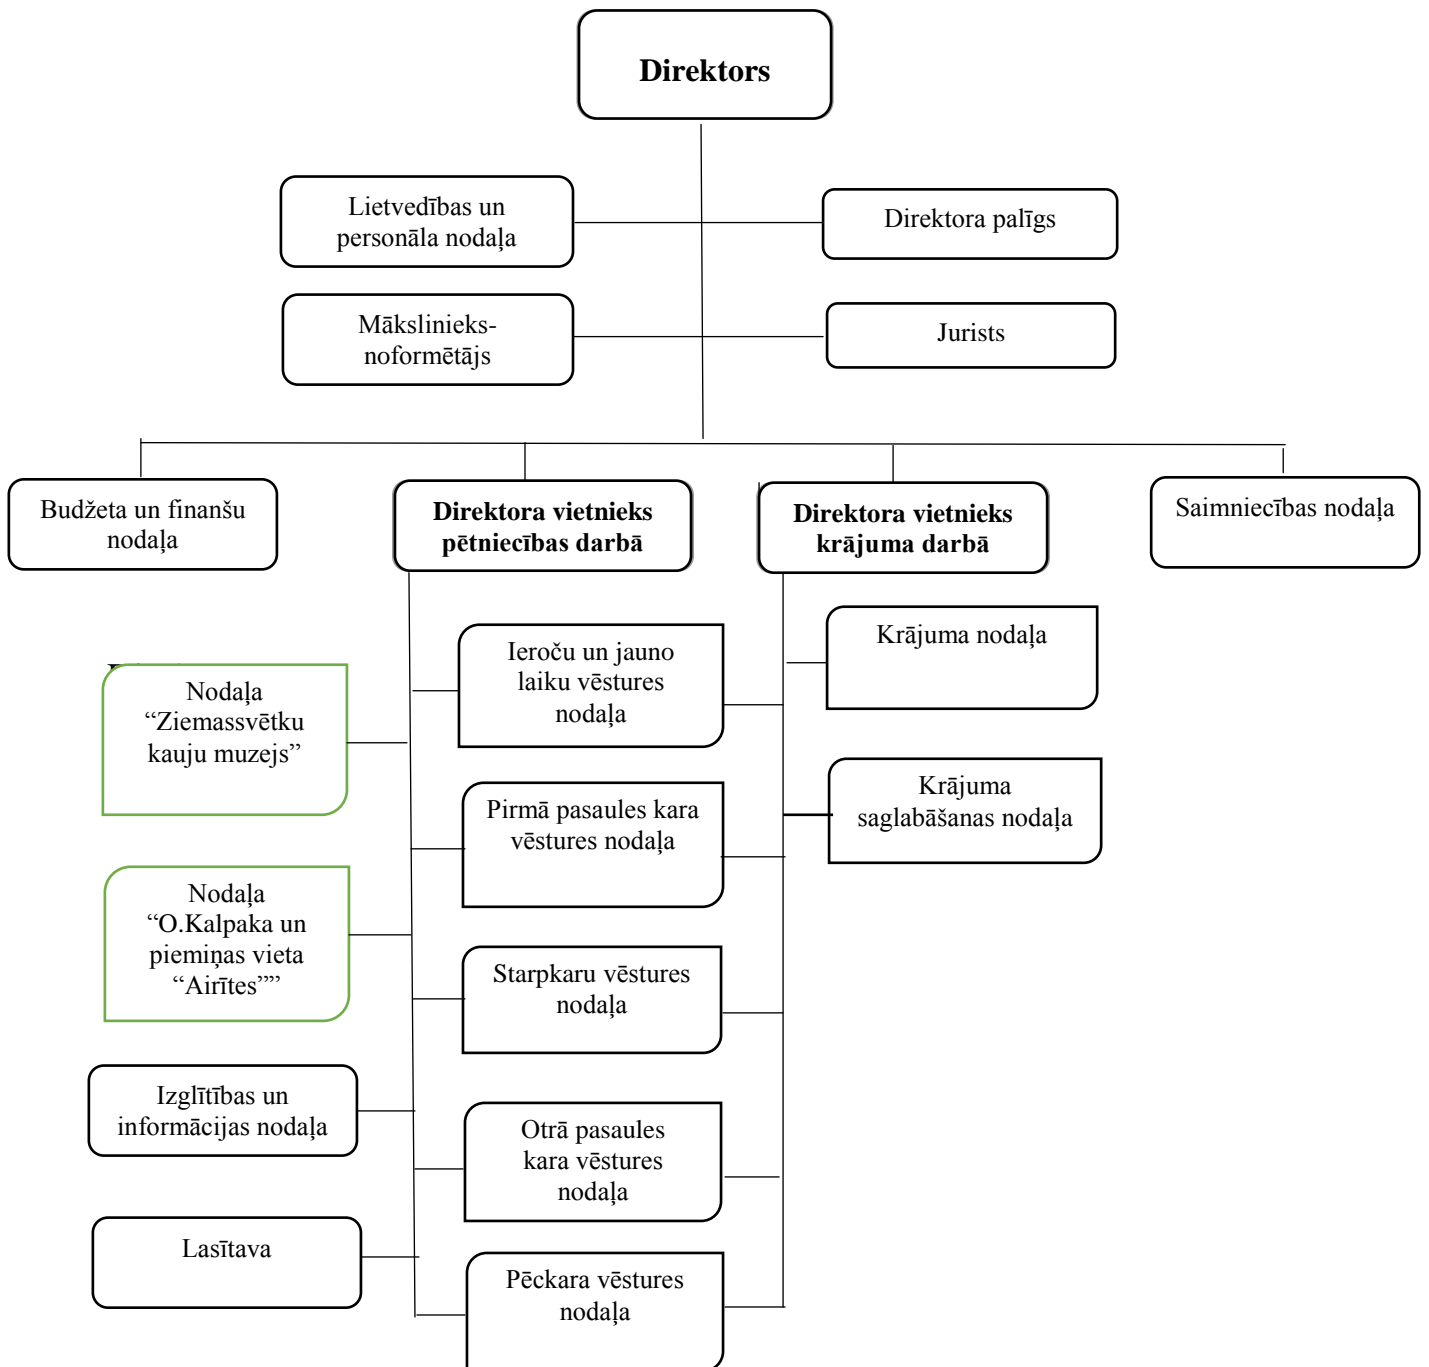 Direktors
Lietvedības un
personāla nodaļa
Direktora palīgs
Mākslinieks-
noformētājs
Jurists
Budžeta un finanšu
nodaļa
Direktora vietnieks
pētniecības darbā
Direktora vietnieks
krājuma darbā
Saimniecības nodaļa
Nodaļa
“Ziemassvētku
kauju muzejs”
Ieroču un jauno
laiku vēstures
nodaļa
Krājuma nodaļa
Pirmā pasaules kara
vēstures nodaļa
Krājuma
saglabāšanas nodaļa
Nodaļa
“O.Kalpaka un
piemiņas vieta
“Airītes””
Starpkaru vēstures
nodaļa
Izglītības un
informācijas nodaļa
Otrā pasaules
kara vēstures
nodaļa
Lasītava
Pēckara vēstures
nodaļa